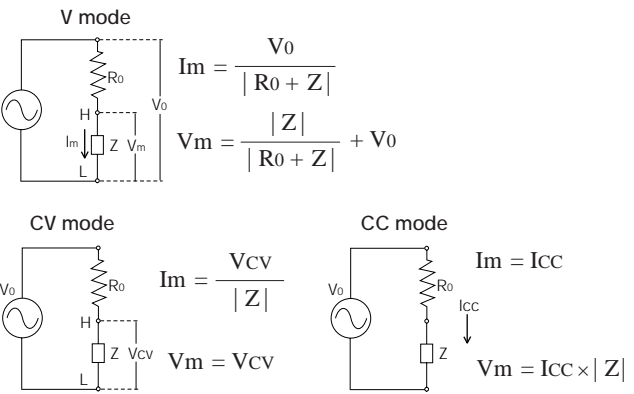 V mode
R0
V0
H
Im
Z
Vm
L
Im = V0 / | R0 + Z|
Vm = | Z| / | R0 + Z| + V0
CV mode
V0
R0
H
Z
VCV
L
Im = VCV / | Z|
Vm = VCV
CC mode
V0
R0
ICC
Z
Im = ICC
Vm = ICC × | Z|